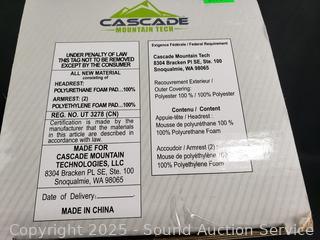 CASCADE
MOUNTAIN TECH
UNDER PENALTY OF LAW
THIS TAG NOT TO BE REMOVED
EXCEPT BY THE CONSUMER
ALL NEW MATERIAL
consisting of
HEADREST:
POLYURETHANE FOAM PAD...100%
ARMREST: (2)
POLYETHYLENE FOAM PAD...100%
REG. NO. UT 3278 (CN)
Certification is made by the
manufacturer that the materials
in this article are described in
accordance with law.
MADE FOR
CASCADE MOUNTAIN
TECHNOLOGIES, LLC
8304 Bracken Pl SE, Ste. 100
Snoqualmie, WA 98065
Date of Delivery:
MADE IN CHINA
Exigence Fédérale / Federal Requirement
Cascade Mountain Tech
8304 Bracken Pl SE, Ste. 100
Snoqualmie, WA 98065
Recouvrement Exterieur /
Outer Covering:
Polyester 100 % / 100% Polyester
Contenu / Content
Appuie-tête / Headrest :
Mousse de polyuréthane 100 %
100% Polyurethane Foam
Accoudoir / Armrest (2) :
Mouse de polyéthylène 100
100% Polyethylene Foam
Copyright 2025 - Sound Auction Service